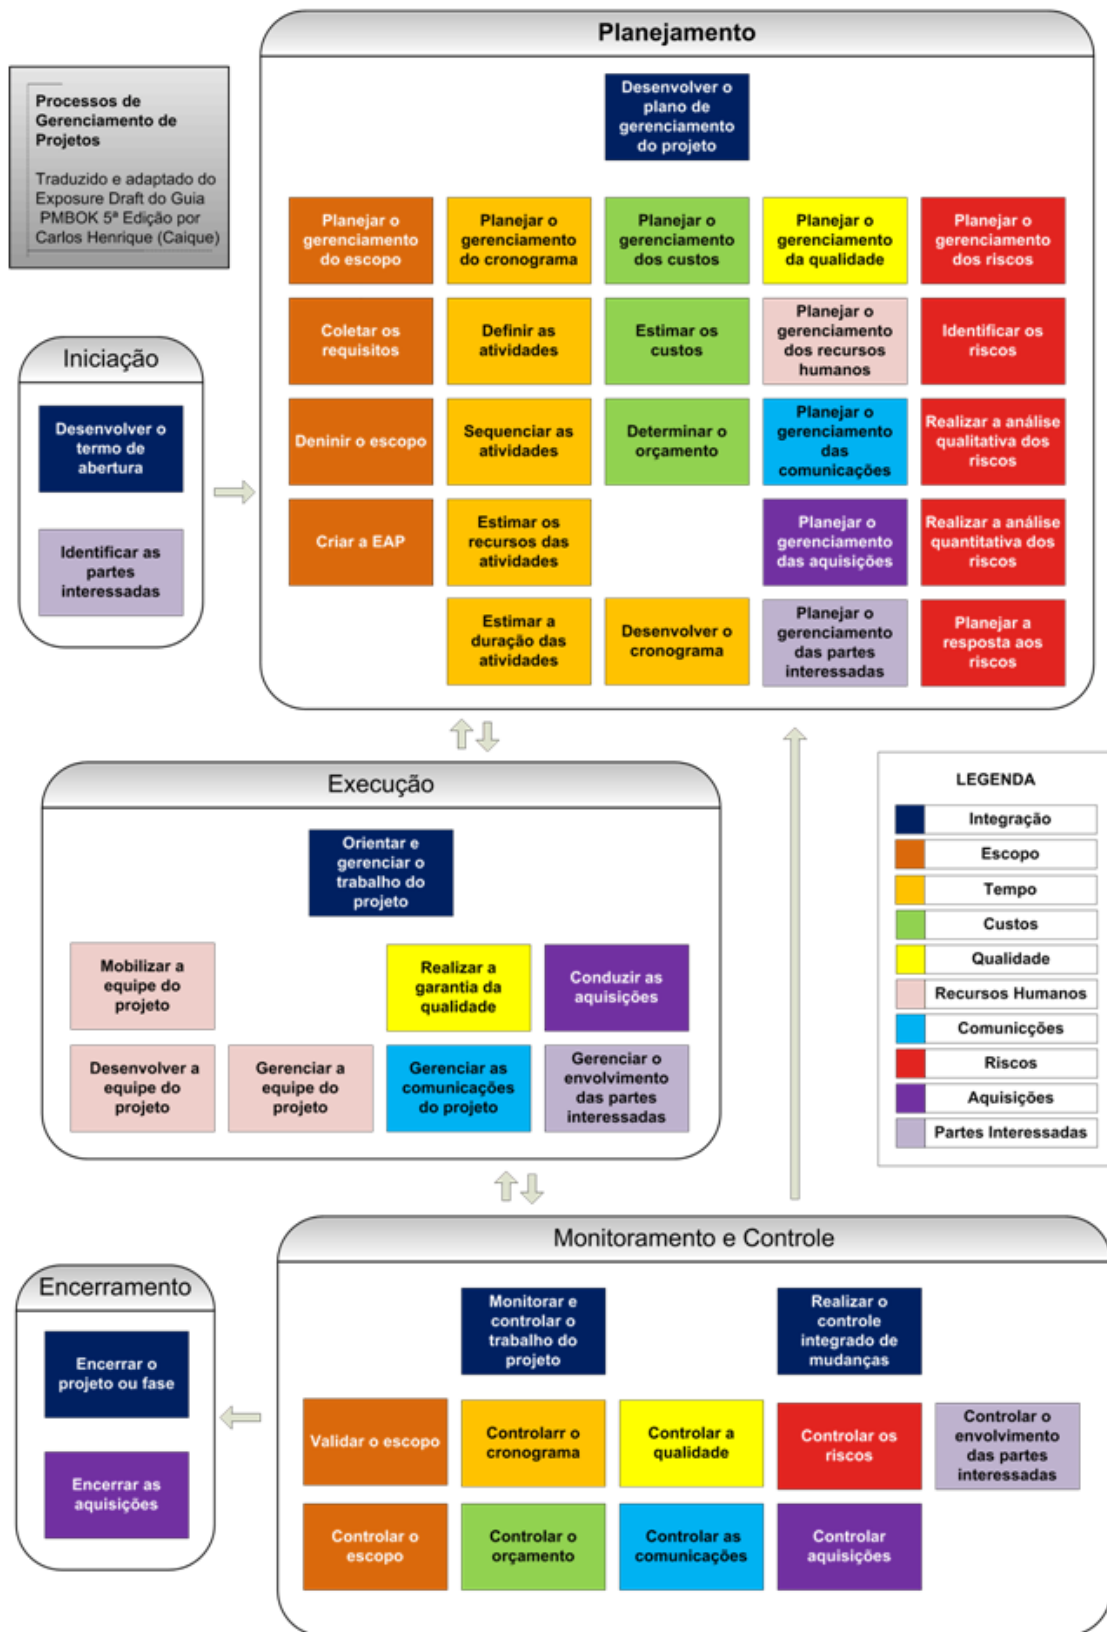 Planejamento
Processos de
Gerenciamento de
Projetos
Traduzido e adaptado do
Exposure Draft do Guia
PMBOK 5ª Edição por
Carlos Henrique (Caique)
Desenvolver o
plano de
gerenciamento
do projeto
Planejar o
gerenciamento
do escopo
Planejar o
gerenciamento
do cronograma
Planejar o
gerenciamento
dos custos
Planejar o
gerenciamento
da qualidade
Planejar o
gerenciamento
dos riscos
Coletar os
requisitos
Definir as
atividades
Estimar os
custos
Planejar o
gerenciamento
dos recursos
humanos
Identificar os
riscos
Deninir o escopo
Sequenciar as
atividades
Determinar o
orçamento
Planejar o
gerenciamento
das
comunicações
Realizar a análise
qualitativa dos
riscos
Criar a EAP
Estimar os
recursos das
atividades
Planejar o
gerenciamento
das aquisições
Realizar a análise
quantitativa dos
riscos
Estimar a
duração das
atividades
Desenvolver o
cronograma
Planejar o
gerenciamento
das partes
interessadas
Planejar a
resposta aos
riscos
Iniciação
Desenvolver o
termo de
abertura
Identificar as
partes
interessadas
Execução
Orientar e
gerenciar o
trabalho do
projeto
Mobilizar a
equipe do
projeto
Realizar a
garantia da
qualidade
Conduzir as
aquisições
Desenvolver a
equipe do
projeto
Gerenciar a
equipe do
projeto
Gerenciar as
comunicações
do projeto
Gerenciar o
envolvimento
das partes
interessadas
LEGENDA
Integração
Escopo
Tempo
Custos
Qualidade
Recursos Humanos
Comunicções
Riscos
Aquisições
Partes Interessadas
Monitoramento e Controle
Monitorar e
controlar o
trabalho do
projeto
Realizar o
controle
integrado de
mudanças
Validar o escopo
Controlarr o
cronograma
Controlar a
qualidade
Controlar os
riscos
Controlar o
envolvimento
das partes
interessadas
Controlar o
escopo
Controlar o
orçamento
Controlar as
comunicações
Controlar
aquisições
Encerramento
Encerrar o
projeto ou fase
Encerrar as
aquisições